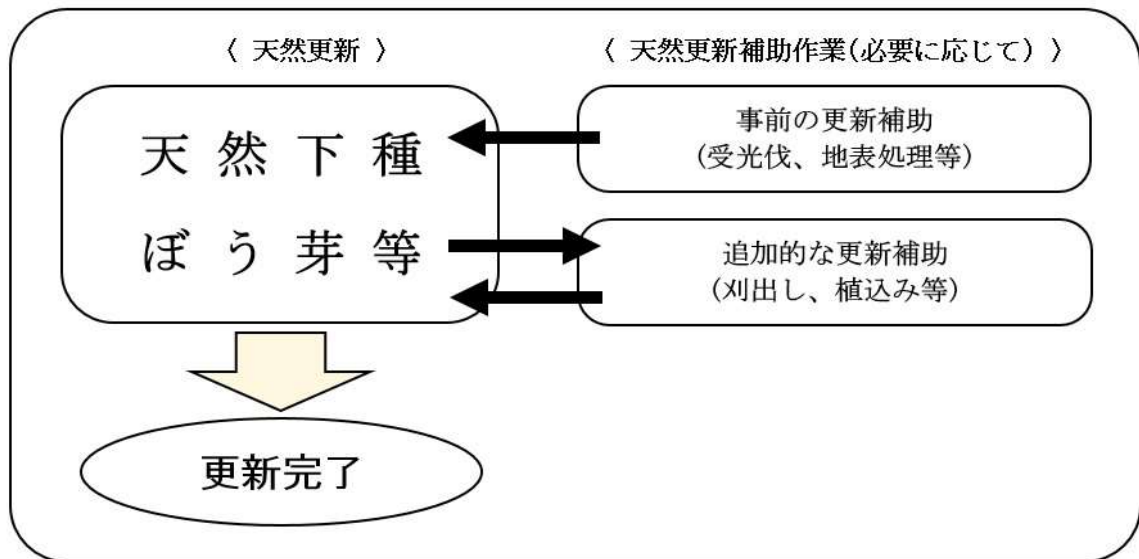 〈 天然更新 〉
〈 天然更新補助作業(必要に応じて) 〉
天然下種
ぼう芽等
事前の更新補助
(受光伐、地表処理等)
追加的な更新補助
(刈出し、植込み等)
更新完了